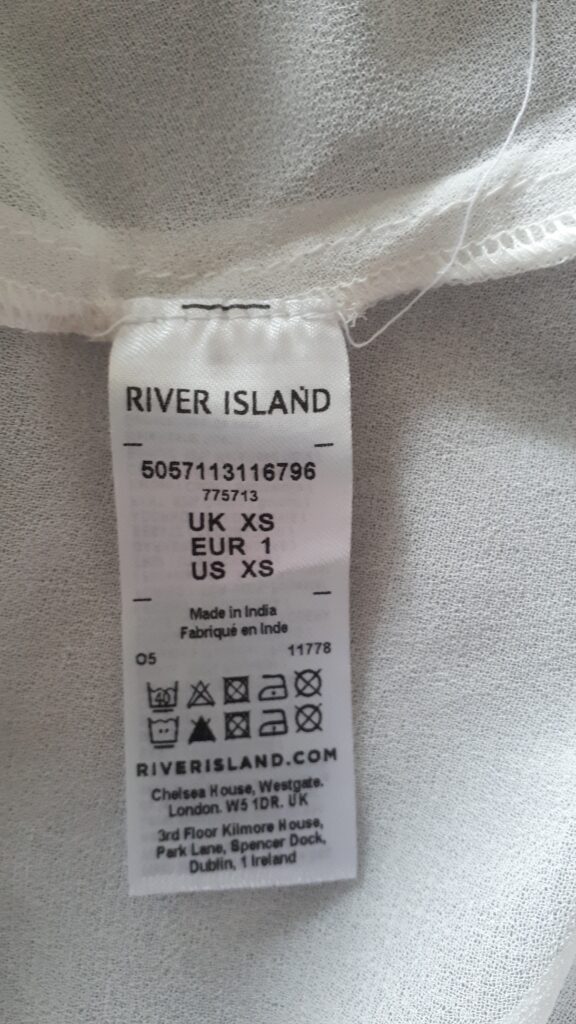 RIVER ISLAND
5057113116796
775713
UK XS
EUR 1
US XS
Made in India
Fabriqué en Inde
O5 11778
40
RIVERISLAND.COM
Chelsea House, Westgate.
London. W5 1DR. UK
3rd Floor Kilmore House,
Park Lane, Spencer Dock,
Dublin, 1 Ireland